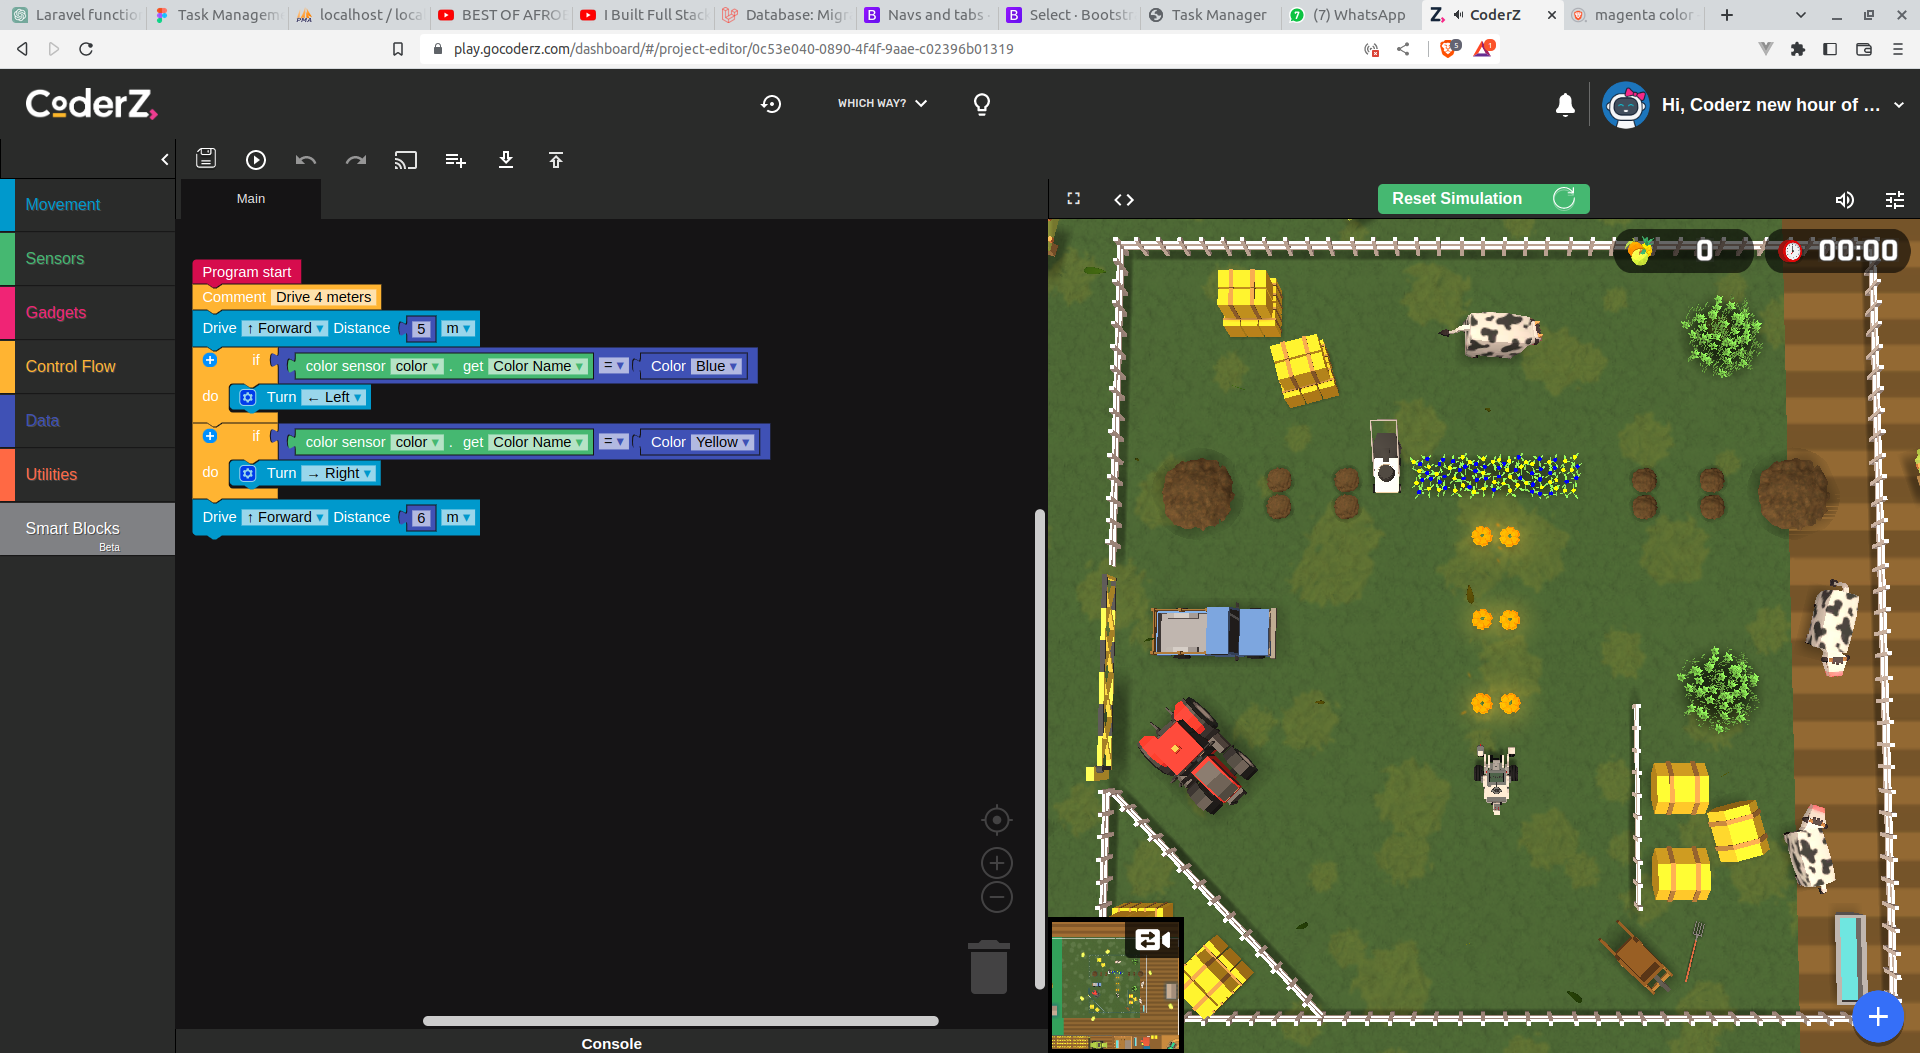 Laravel function
Task Managem
localhost / local
BEST OF AFRO
I Built Full Stack
Database: Migr
Navs and tabs ·
Select · Bootstr
Task Manager
(7) WhatsApp
CoderZ
magenta color
play.gocoderz.com/dashboard/#/project-editor/0c53e040-0890-4f4f-9aae-c02396b01319
5
1
CoderZ
WHICH WAY?
Hi, Coderz new hour of ...
Movement
Sensors
Gadgets
Control Flow
Data
Utilities
Smart Blocks
Beta
Main
Program start
Comment Drive 4 meters
Drive ↑ Forward Distance 5 m
if color sensor color . get Color Name = Color Blue
do Turn ← Left
if color sensor color . get Color Name = Color Yellow
do Turn → Right
Drive ↑ Forward Distance 6 m
Console
Reset Simulation
0
00:00